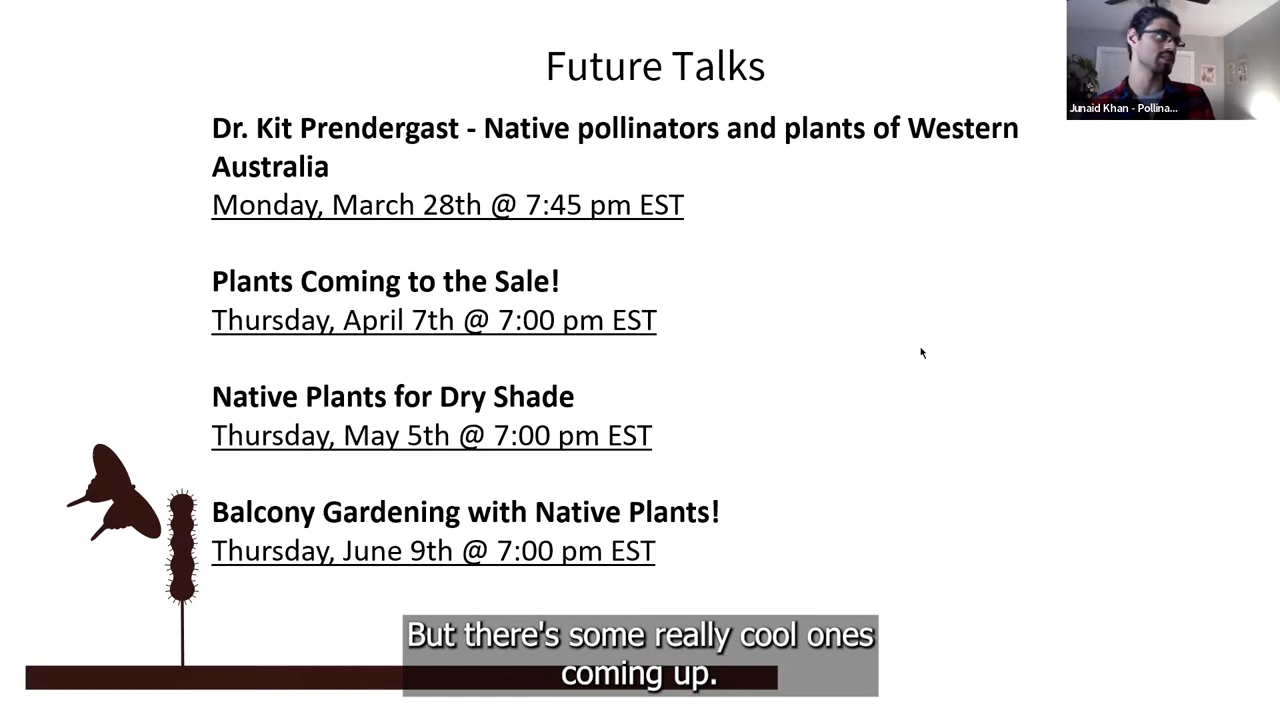 Future Talks
Junaid Khan - Pollina...
Dr. Kit Prendergast - Native pollinators and plants of Western
Australia
Monday, March 28th @ 7:45 pm EST
Plants Coming to the Sale!
Thursday, April 7th @ 7:00 pm EST
Native Plants for Dry Shade
Thursday, May 5th @ 7:00 pm EST
Balcony Gardening with Native Plants!
Thursday, June 9th @ 7:00 pm EST
But there's some really cool ones
coming up.